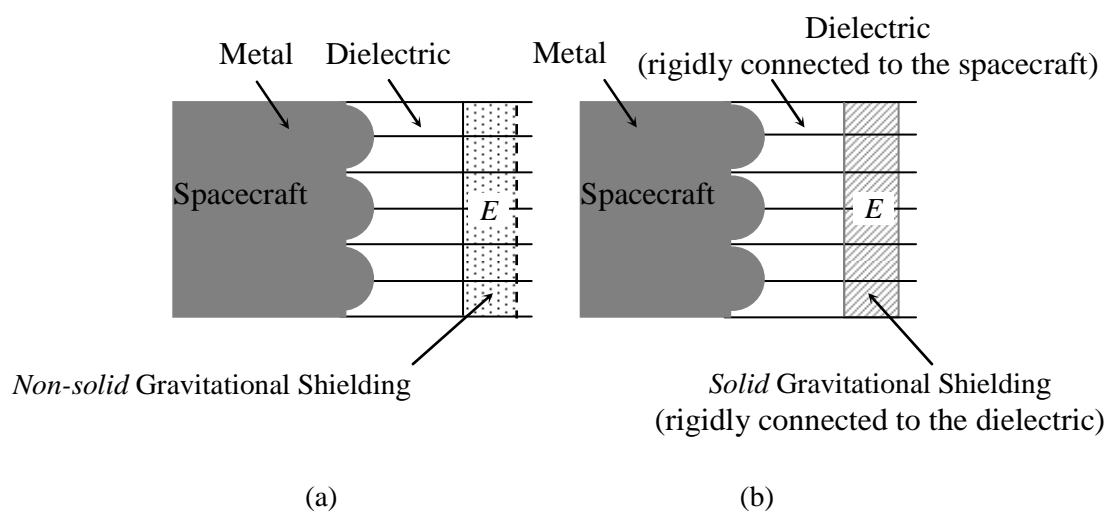 Metal
Dielectric
Spacecraft
E
Non-solid Gravitational Shielding
(a)
Dielectric
(rigidly connected to the spacecraft)
Metal
Spacecraft
E
Solid Gravitational Shielding
(rigidly connected to the dielectric)
(b)